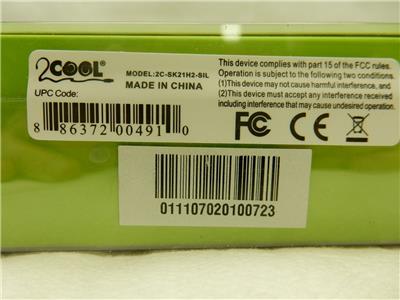 2COOL®
MODEL:2C-SK21H2-SIL
MADE IN CHINA
UPC Code:
8 86372 00491 0
This device complies with part 15 of the FCC rules.
Operation is subject to the following two conditions:
(1)This device may not cause harmful interference, and
(2)This device must accept any interference received
including interference that may cause undesired operation.
FC CE
011107020100723